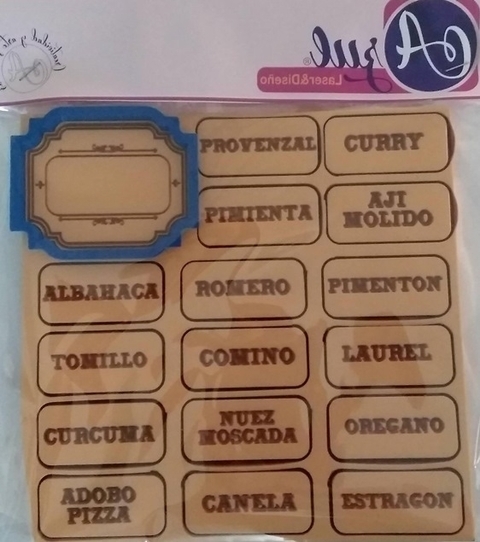 Azul®
Laser&Diseño
PROVENZAL
CURRY
PIMIENTA
AJI
MOLIDO
ALBAHACA
ROMERO
PIMENTON
TOMILLO
COMINO
LAUREL
CURCUMA
NUEZ
MOSCADA
OREGANO
ADOBO
PIZZA
CANELA
ESTRAGON